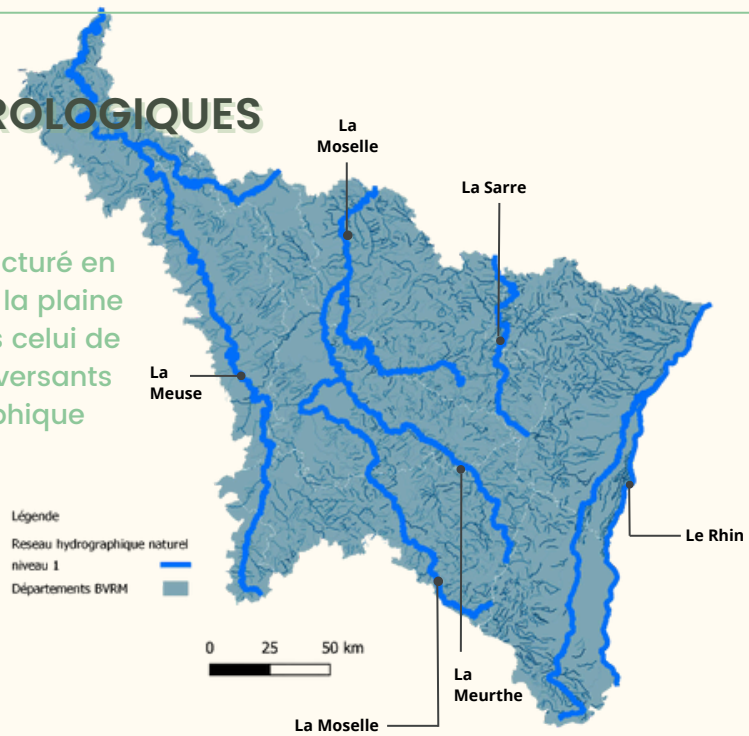 ROLOGIQUES
cturé en
la plaine
s celui de
versants
phique
La
Moselle
La Sarre
La
Meuse
Le Rhin
Légende
Reseau hydrographique naturel
niveau 1
Départements BVRM
0 25 50 km
La
Meurthe
La Moselle